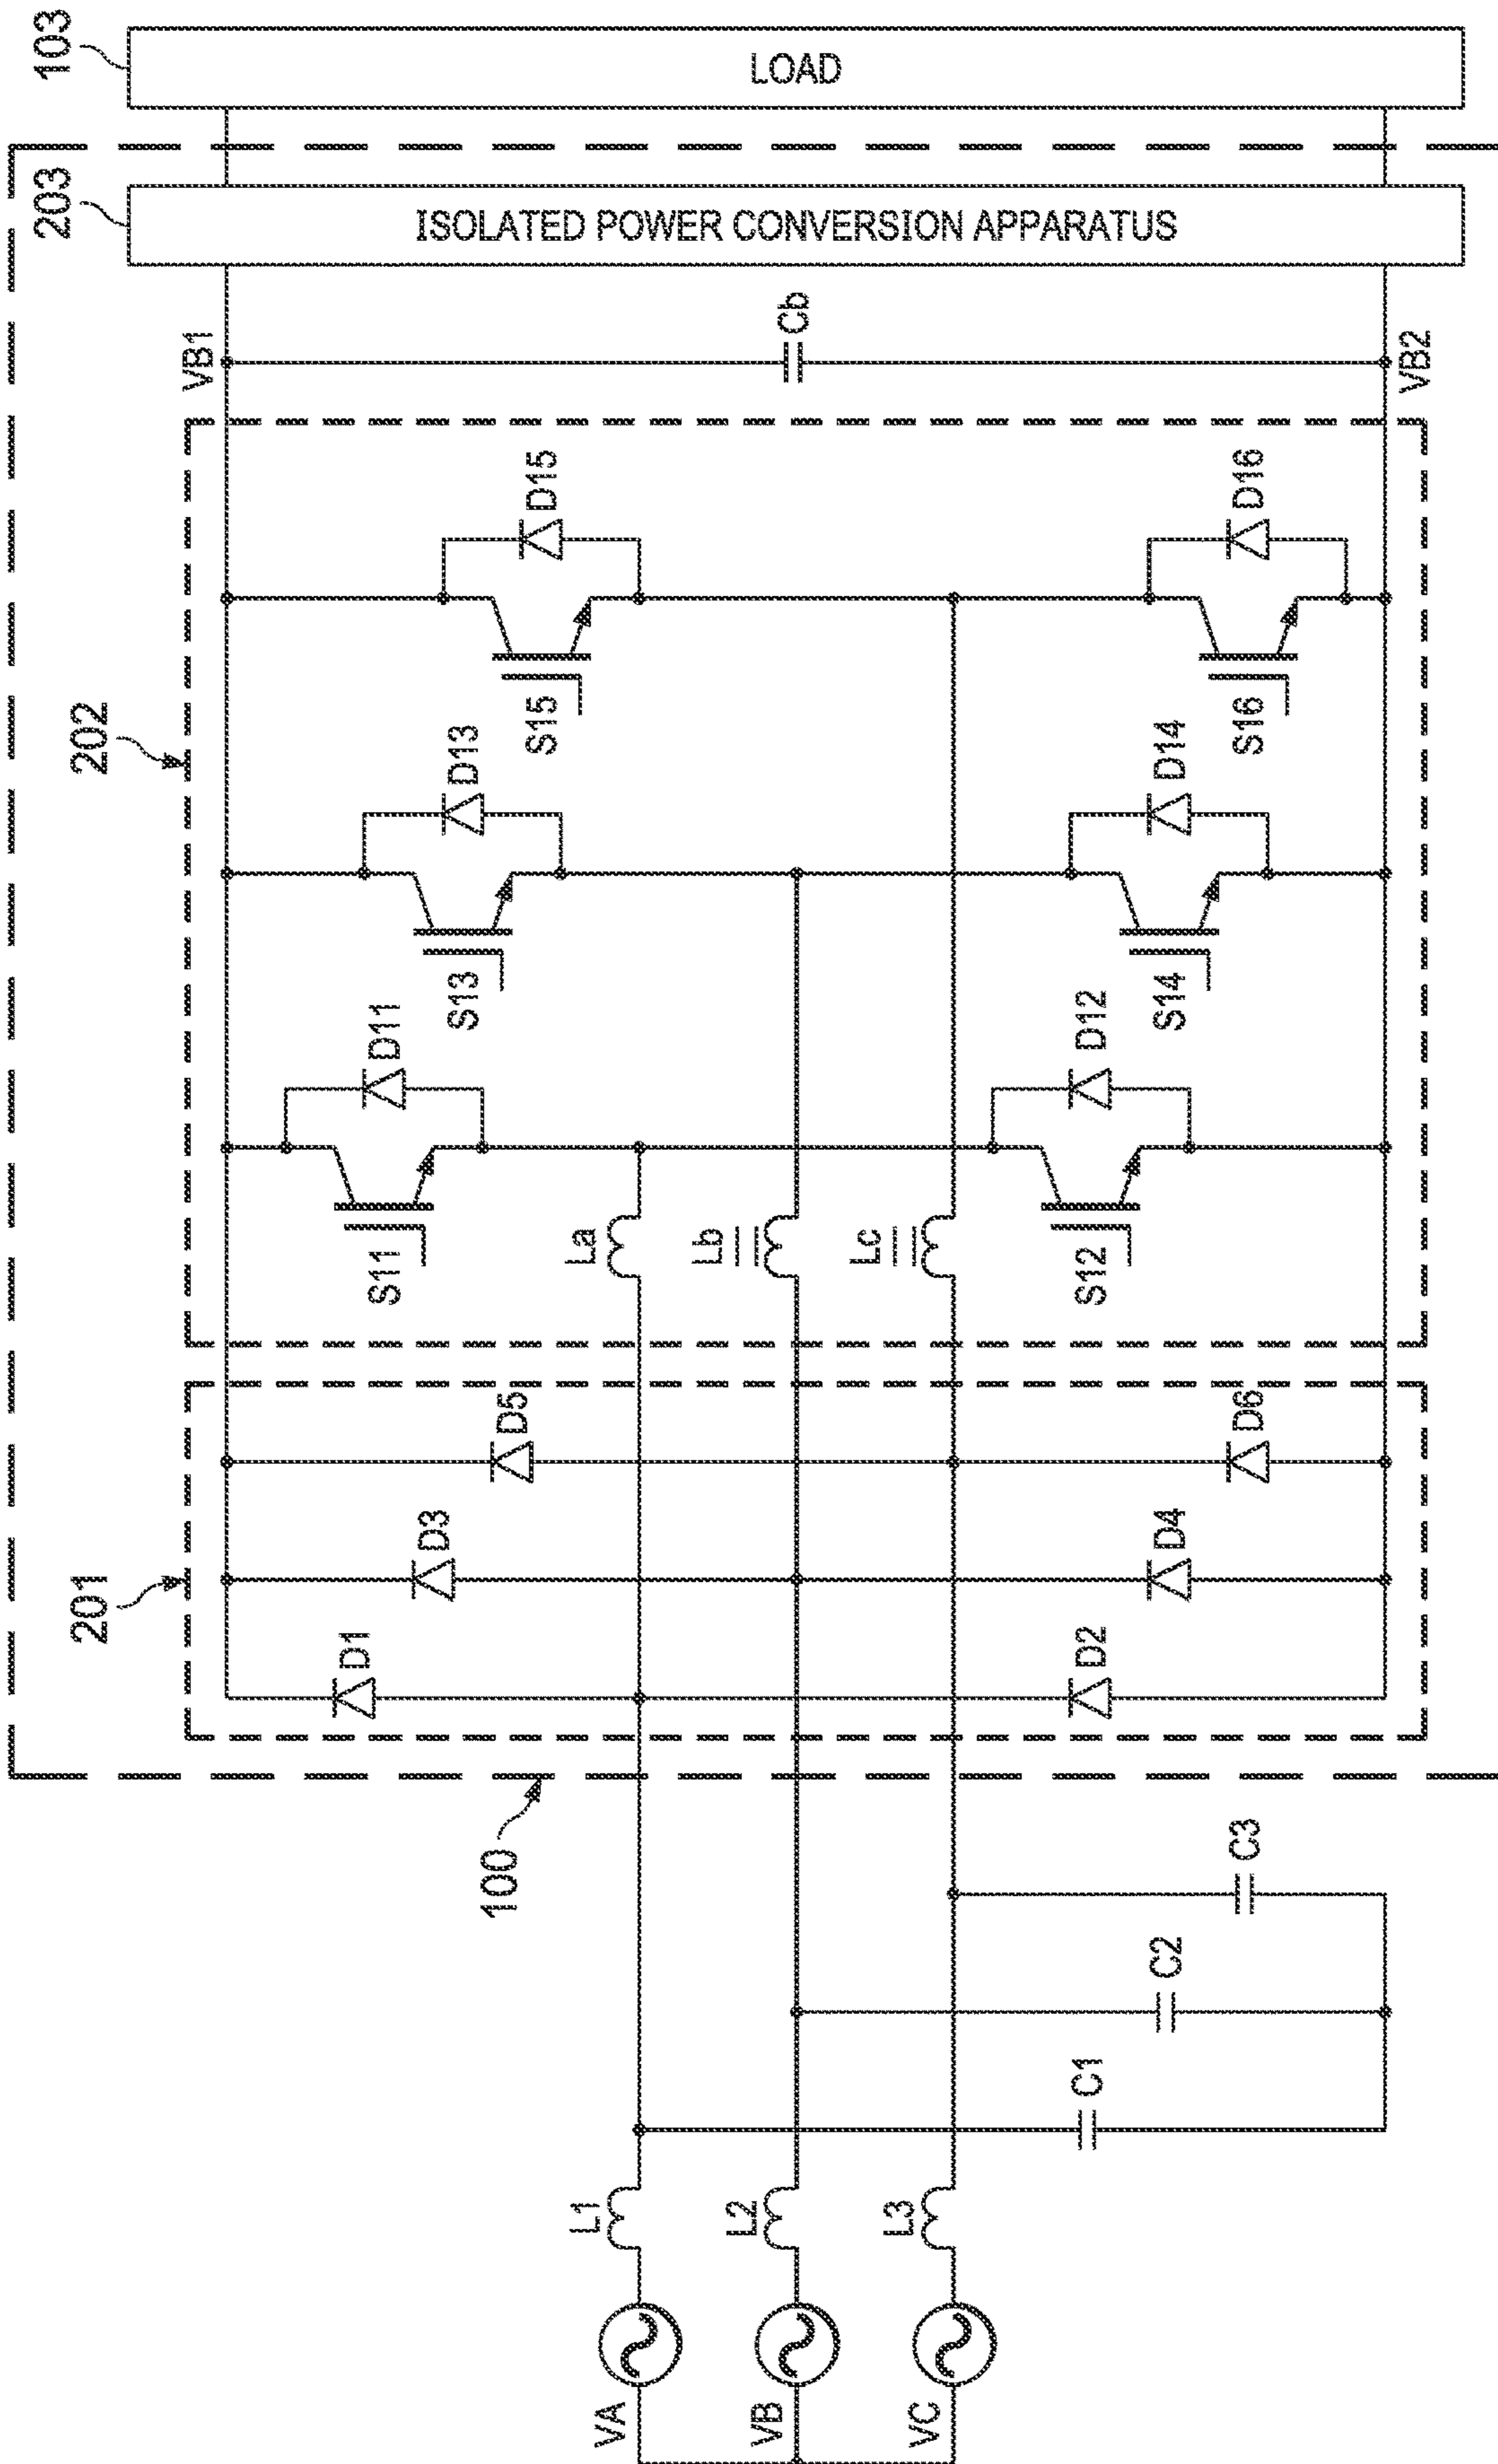 103
LOAD
203
ISOLATED POWER CONVERSION APPARATUS
VB1
Cb
VB2
202
D15
S15
D16
S16
D13
S13
D14
S14
D11
S11
D12
S12
La
Lb
Lc
201
D5
D6
D3
D4
D1
D2
100
C3
C2
C1
L1
L2
L3
VA
VB
VC